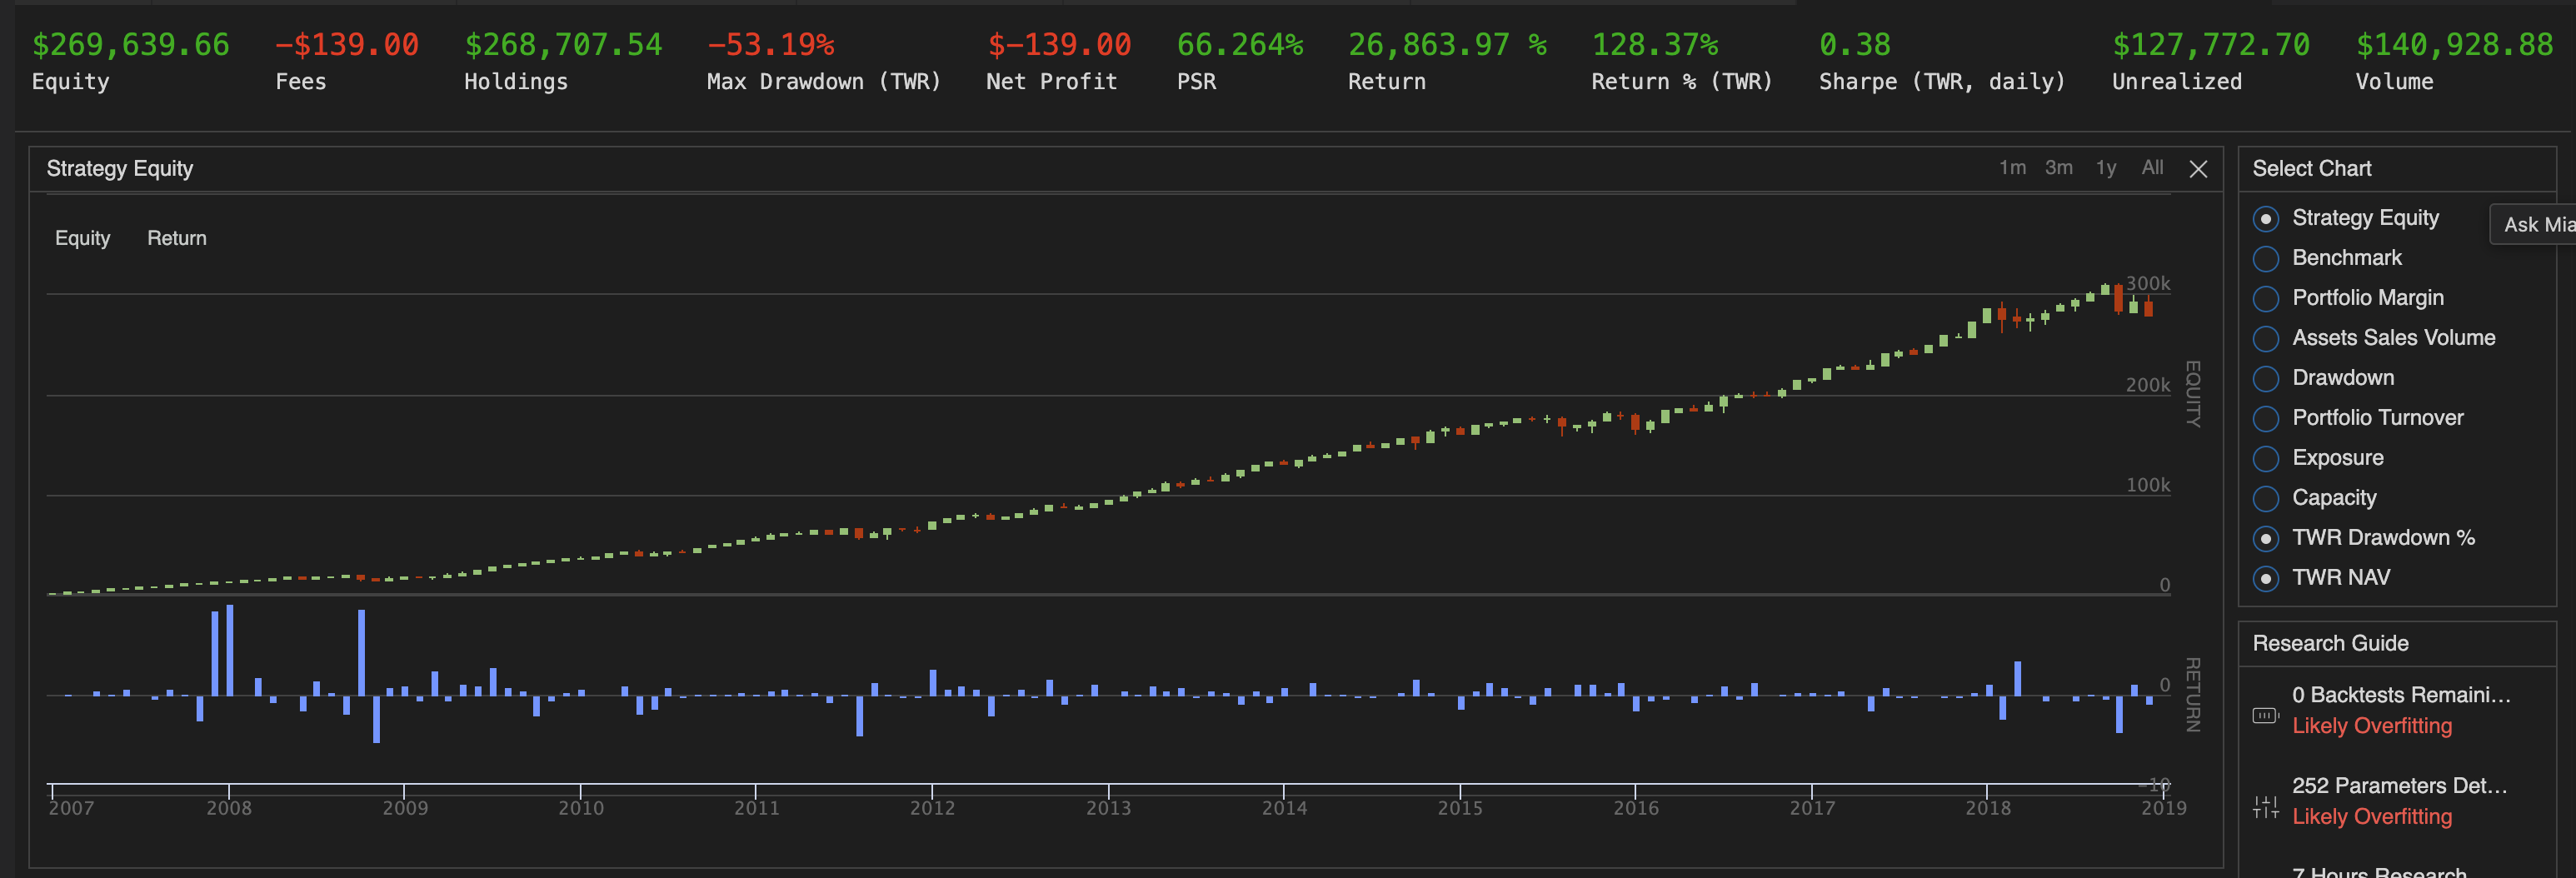 $269,639.66 -$139.00 $268,707.54 -53.19% $-139.00 66.264% 26,863.97 % 128.37% 0.38 $127,772.70 $140,928.88
Equity Fees Holdings Max Drawdown (TWR) Net Profit PSR Return Return % (TWR) Sharpe (TWR, daily) Unrealized Volume
Strategy Equity 1m 3m 1y All
Equity Return
300k
200k
EQUITY
100k
0
0
RETURN
-10
2007 2008 2009 2010 2011 2012 2013 2014 2015 2016 2017 2018 2019
Select Chart
Strategy Equity
Ask Mia
Benchmark
Portfolio Margin
Assets Sales Volume
Drawdown
Portfolio Turnover
Exposure
Capacity
TWR Drawdown %
TWR NAV
Research Guide
0 Backtests Remaini...
Likely Overfitting
252 Parameters Det...
Likely Overfitting
7 Hours Research